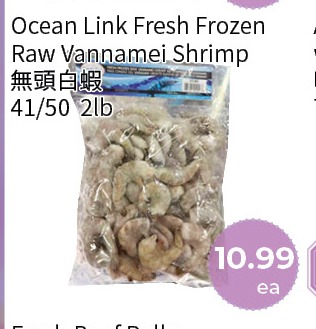 Ocean Link Fresh Frozen
Raw Vannamei Shrimp
無頭白蝦
41/50 2lb
10.99
ea